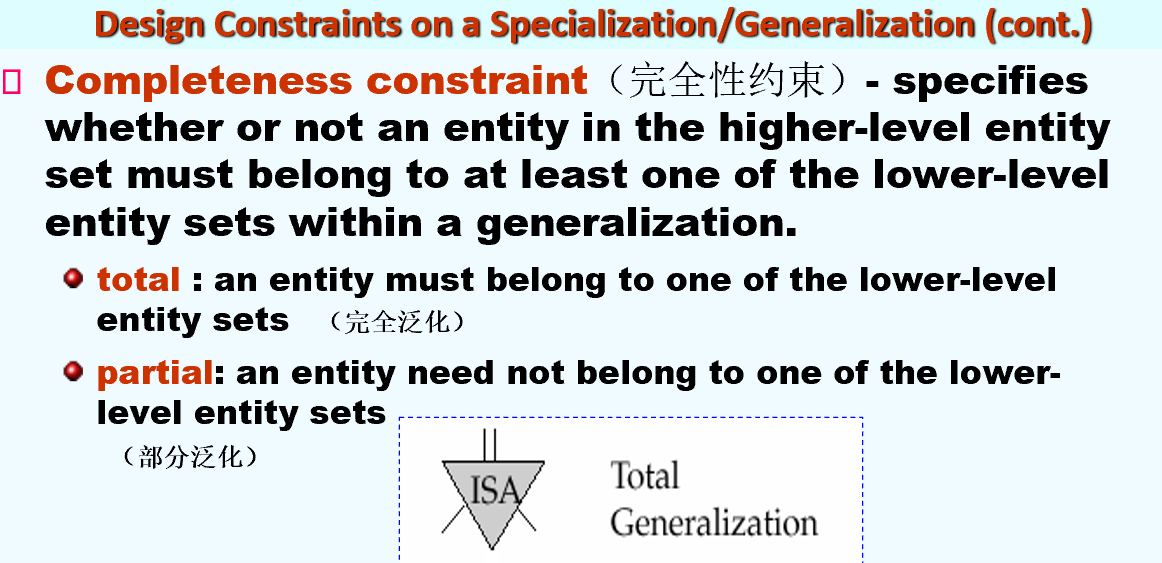 Design Constraints on a Specialization/Generalization (cont.)
Completeness constraint（完全性约束）- specifies
whether or not an entity in the higher-level entity
set must belong to at least one of the lower-level
entity sets within a generalization.
total : an entity must belong to one of the lower-level
entity sets （完全泛化）
partial: an entity need not belong to one of the lower-
level entity sets
（部分泛化）
ISA
Total
Generalization